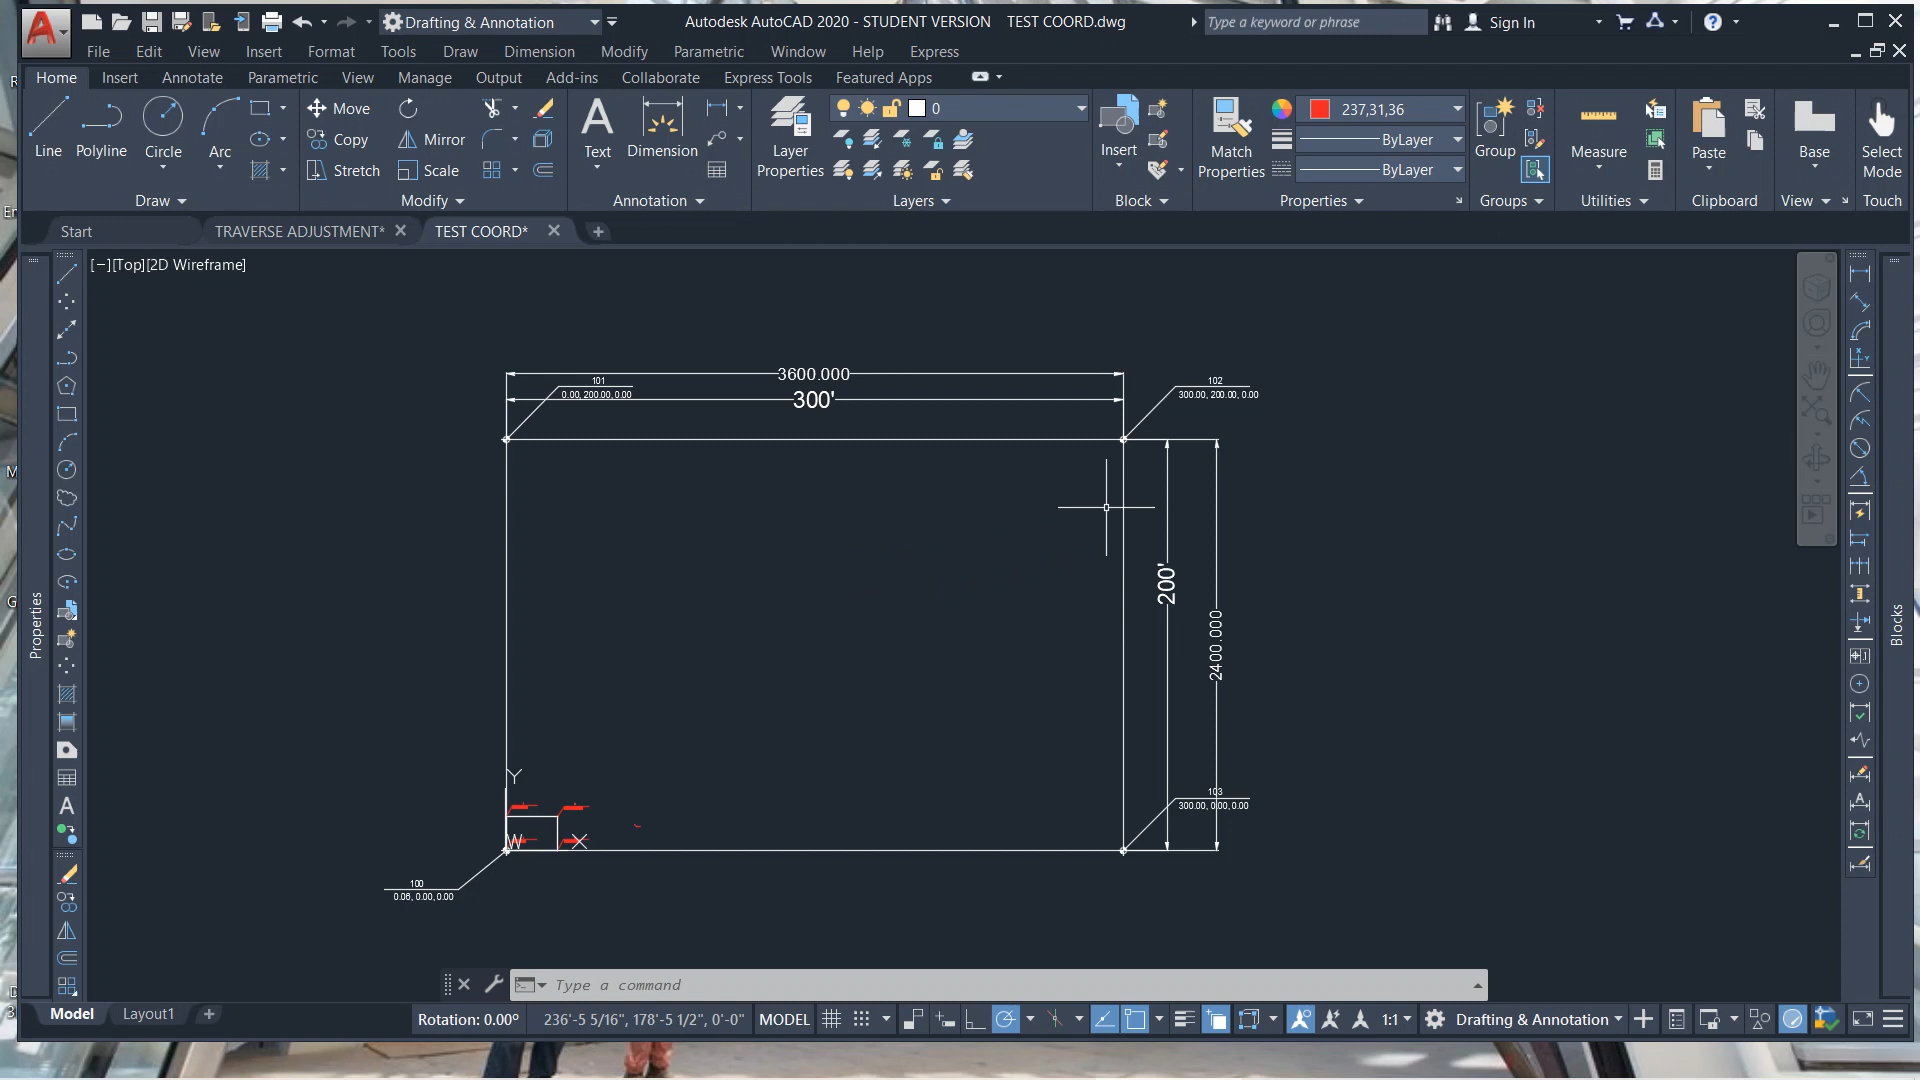 Drafting & Annotation
Autodesk AutoCAD 2020 - STUDENT VERSION TEST COORD.dwg
Type a keyword or phrase
Sign In
File Edit View Insert Format Tools Draw Dimension Modify Parametric Window Help Express
Home Insert Annotate Parametric View Manage Output Add-ins Collaborate Express Tools Featured Apps
Line Polyline Circle Arc
Move Copy Stretch Mirror Scale
Text Dimension
Layer Properties
0
Insert
Match Properties
237,31,36
ByLayer
ByLayer
Group
Measure
Paste
Base
Select Mode
Draw Modify Annotation Layers Block Properties Groups Utilities Clipboard View Touch
Start TRAVERSE ADJUSTMENT* TEST COORD*
[−][Top][2D Wireframe]
3600.000
101
0.00, 200.00, 0.00
300'
102
300.00, 200.00, 0.00
200'
2400.000
Properties
Blocks
Y
W X
103
300.00, 0.00, 0.00
100
0.06, 0.00, 0.00
Type a command
Model Layout1
Rotation: 0.00º
236'-5 5/16", 178'-5 1/2", 0'-0"
MODEL
1:1
Drafting & Annotation